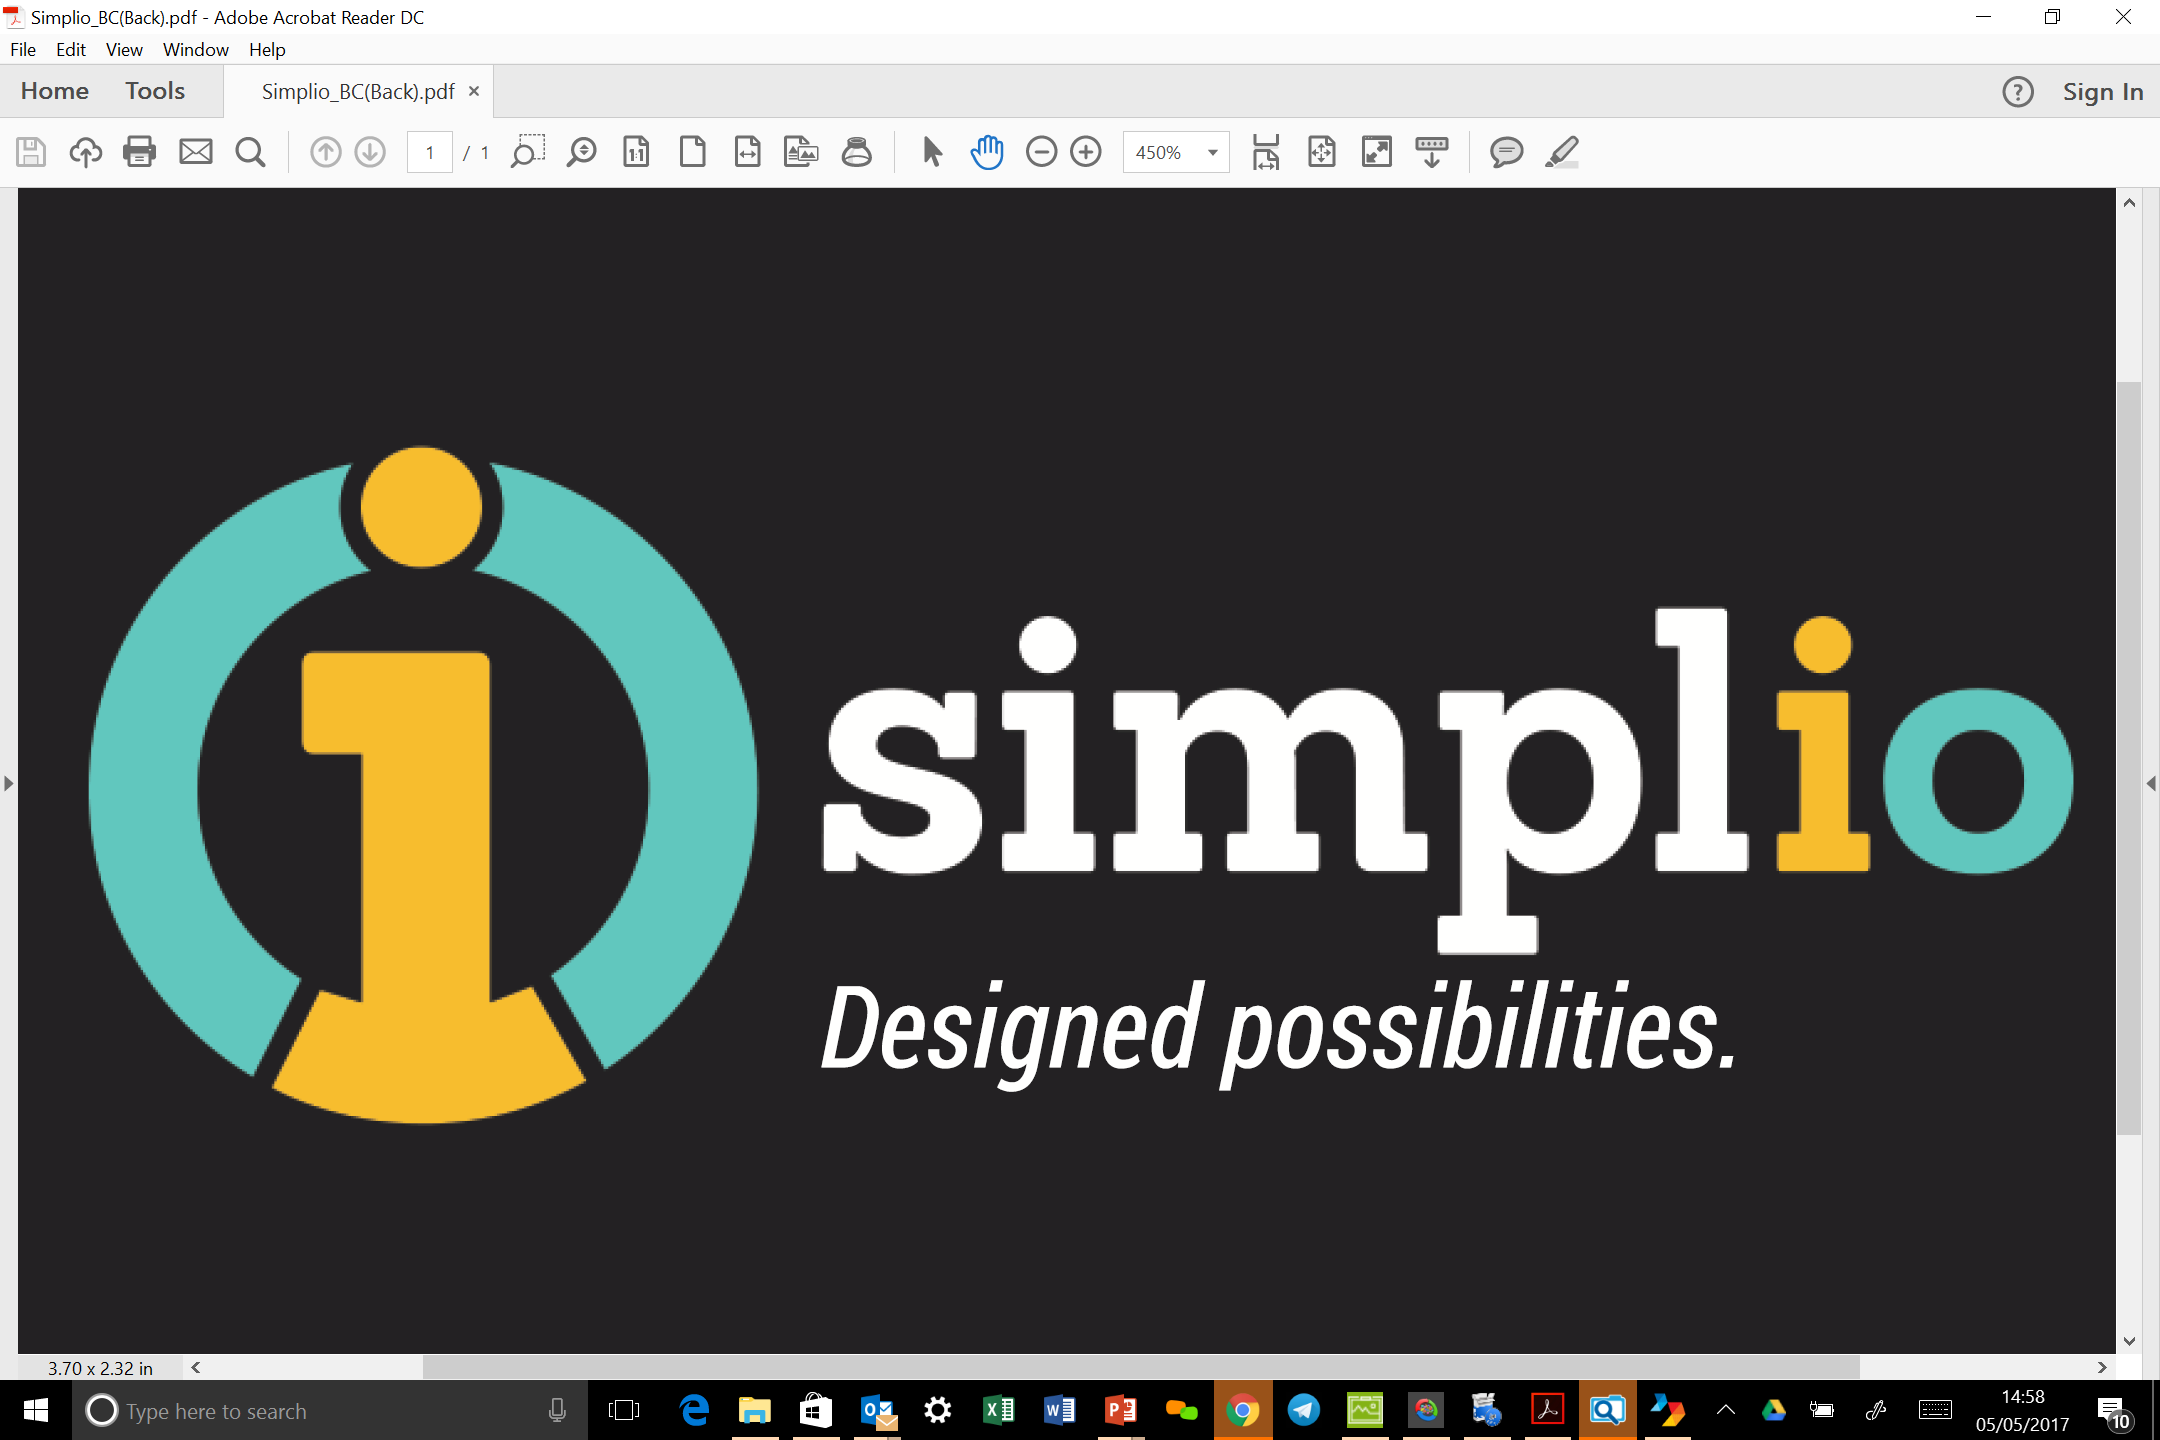 Simplio_BC(Back).pdf - Adobe Acrobat Reader DC
File Edit View Window Help
Home Tools Simplio_BC(Back).pdf × ? Sign In
1 / 1 1:1 450%
simplio
Designed possibilities.
3.70 x 2.32 in
Type here to search
14:58
05/05/2017
10